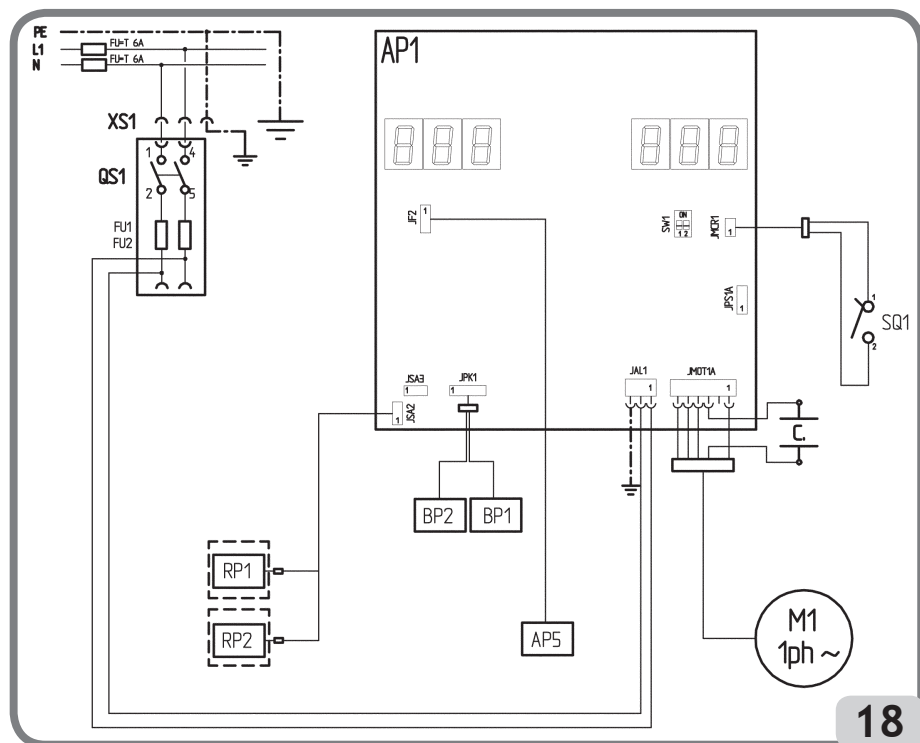 PE
L1
N
FU=T 6A
FU=T 6A
XS1
QS1
1
4
2
5
FU1
FU2
AP1
888
888
JF2
1
SW1
ON
1 2
JMCR1
1
JPS1A
1
1
SQ1
2
JSA3
1
JPK1
1
JSA2
1
JAL1
1
JMOT1A
1
C.
BP2
BP1
RP1
RP2
AP5
M1
1ph ~
18